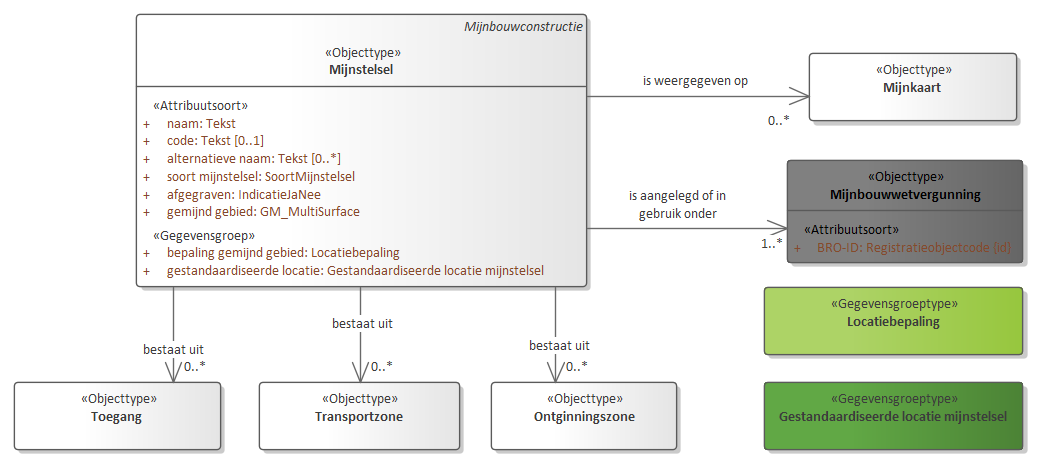 Mijnbouwconstructie
«Objecttype»
Mijnstelsel
«Attribuutsoort»
+ naam: Tekst
+ code: Tekst [0..1]
+ alternatieve naam: Tekst [0..*]
+ soort mijnstelsel: SoortMijnstelsel
+ afgegraven: IndicatieJaNee
+ gemijnd gebied: GM_MultiSurface
«Gegevensgroep»
+ bepaling gemijnd gebied: Locatiebepaling
+ gestandaardiseerde locatie: Gestandaardiseerde locatie mijnstelsel
is weergegeven op
0..*
«Objecttype»
Mijnkaart
is aangelegd of in
gebruik onder
1..*
«Objecttype»
Mijnbouwwetvergunning
«Attribuutsoort»
+ BRO-ID: Registratieobjectcode {id}
«Gegevensgroeptype»
Locatiebepaling
«Gegevensgroeptype»
Gestandaardiseerde locatie mijnstelsel
bestaat uit
0..*
«Objecttype»
Toegang
bestaat uit
0..*
«Objecttype»
Transportzone
bestaat uit
0..*
«Objecttype»
Ontginningszone